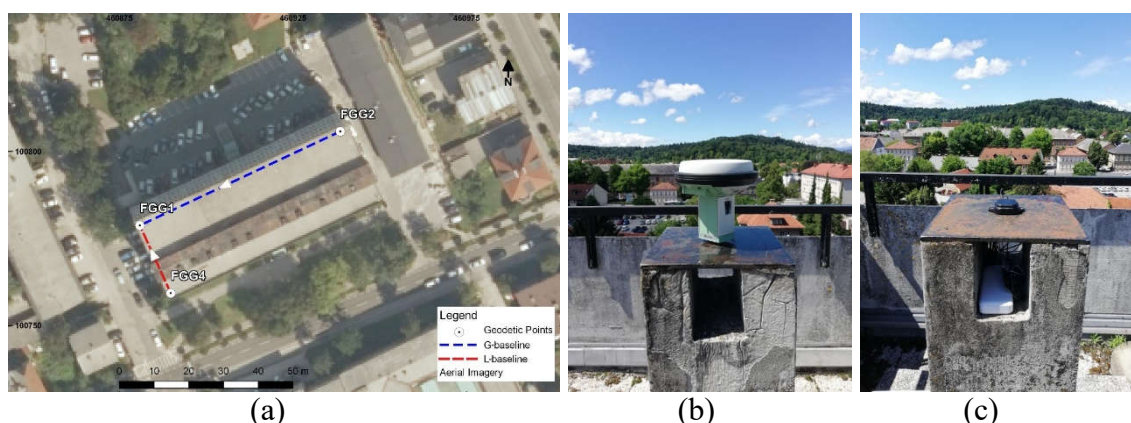 460875
460925
460975
N
FGG2
100800
FGG1
FGG4
100750
Legend
Geodetic Points
G-baseline
L-baseline
Aerial Imagery
0 10 20 30 40 50 m
(a)
(b)
(c)